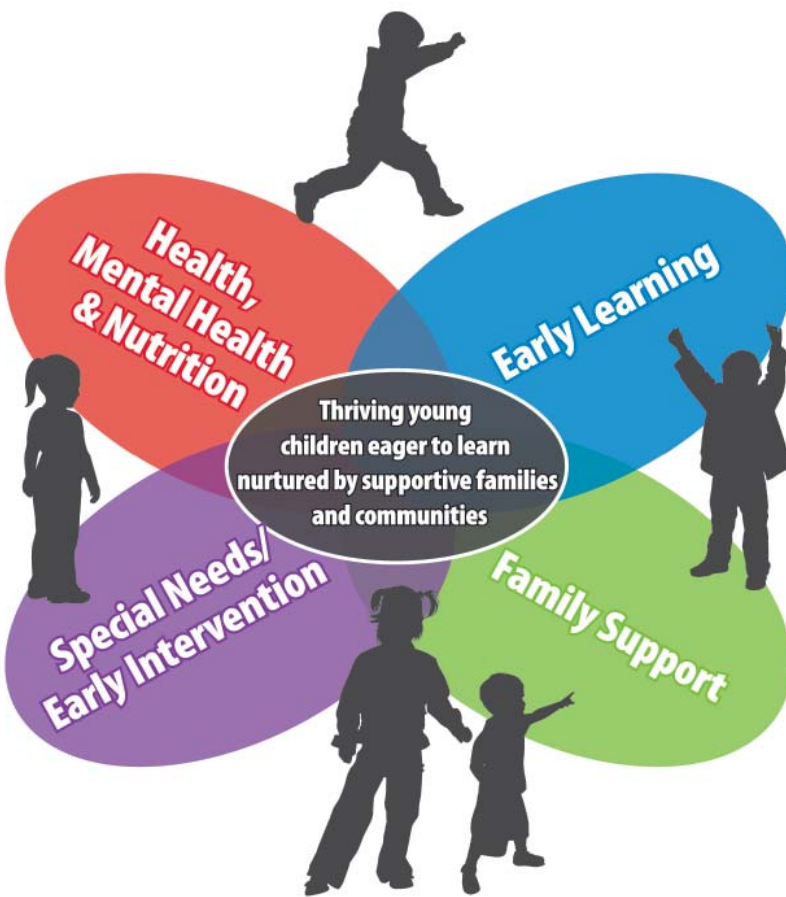 Health,
Mental Health
& Nutrition
Early Learning
Thriving young
children eager to learn
nurtured by supportive families
and communities
Special Needs/
Early Intervention
Family Support